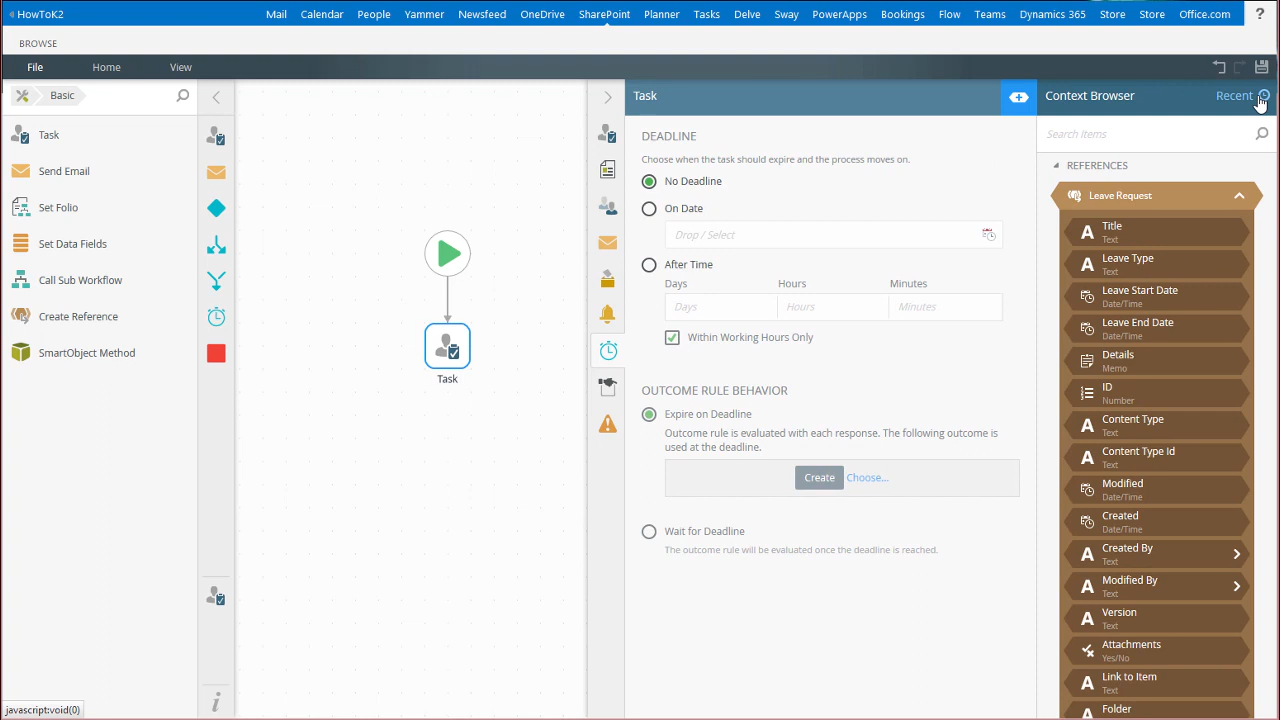 HowToK2
Mail Calendar People Yammer Newsfeed OneDrive SharePoint Planner Tasks Delve Sway PowerApps Bookings Flow Teams Dynamics 365 Store Store Office.com ?
BROWSE
File Home View
Basic
Task
Send Email
Set Folio
Set Data Fields
Call Sub Workflow
Create Reference
SmartObject Method
javascript:void(0)
Task
Task
DEADLINE
Choose when the task should expire and the process moves on.
No Deadline
On Date
Drop / Select
After Time
Days Hours Minutes
Days Hours Minutes
Within Working Hours Only
OUTCOME RULE BEHAVIOR
Expire on Deadline
Outcome rule is evaluated with each response. The following outcome is
used at the deadline.
Create Choose...
Wait for Deadline
The outcome rule will be evaluated once the deadline is reached.
Context Browser Recent
Search Items
REFERENCES
Leave Request
Title
Text
Leave Type
Text
Leave Start Date
Date/Time
Leave End Date
Date/Time
Details
Memo
ID
Number
Content Type
Text
Content Type Id
Text
Modified
Date/Time
Created
Date/Time
Created By
Text
Modified By
Text
Version
Text
Attachments
Yes/No
Link to Item
Text
Folder